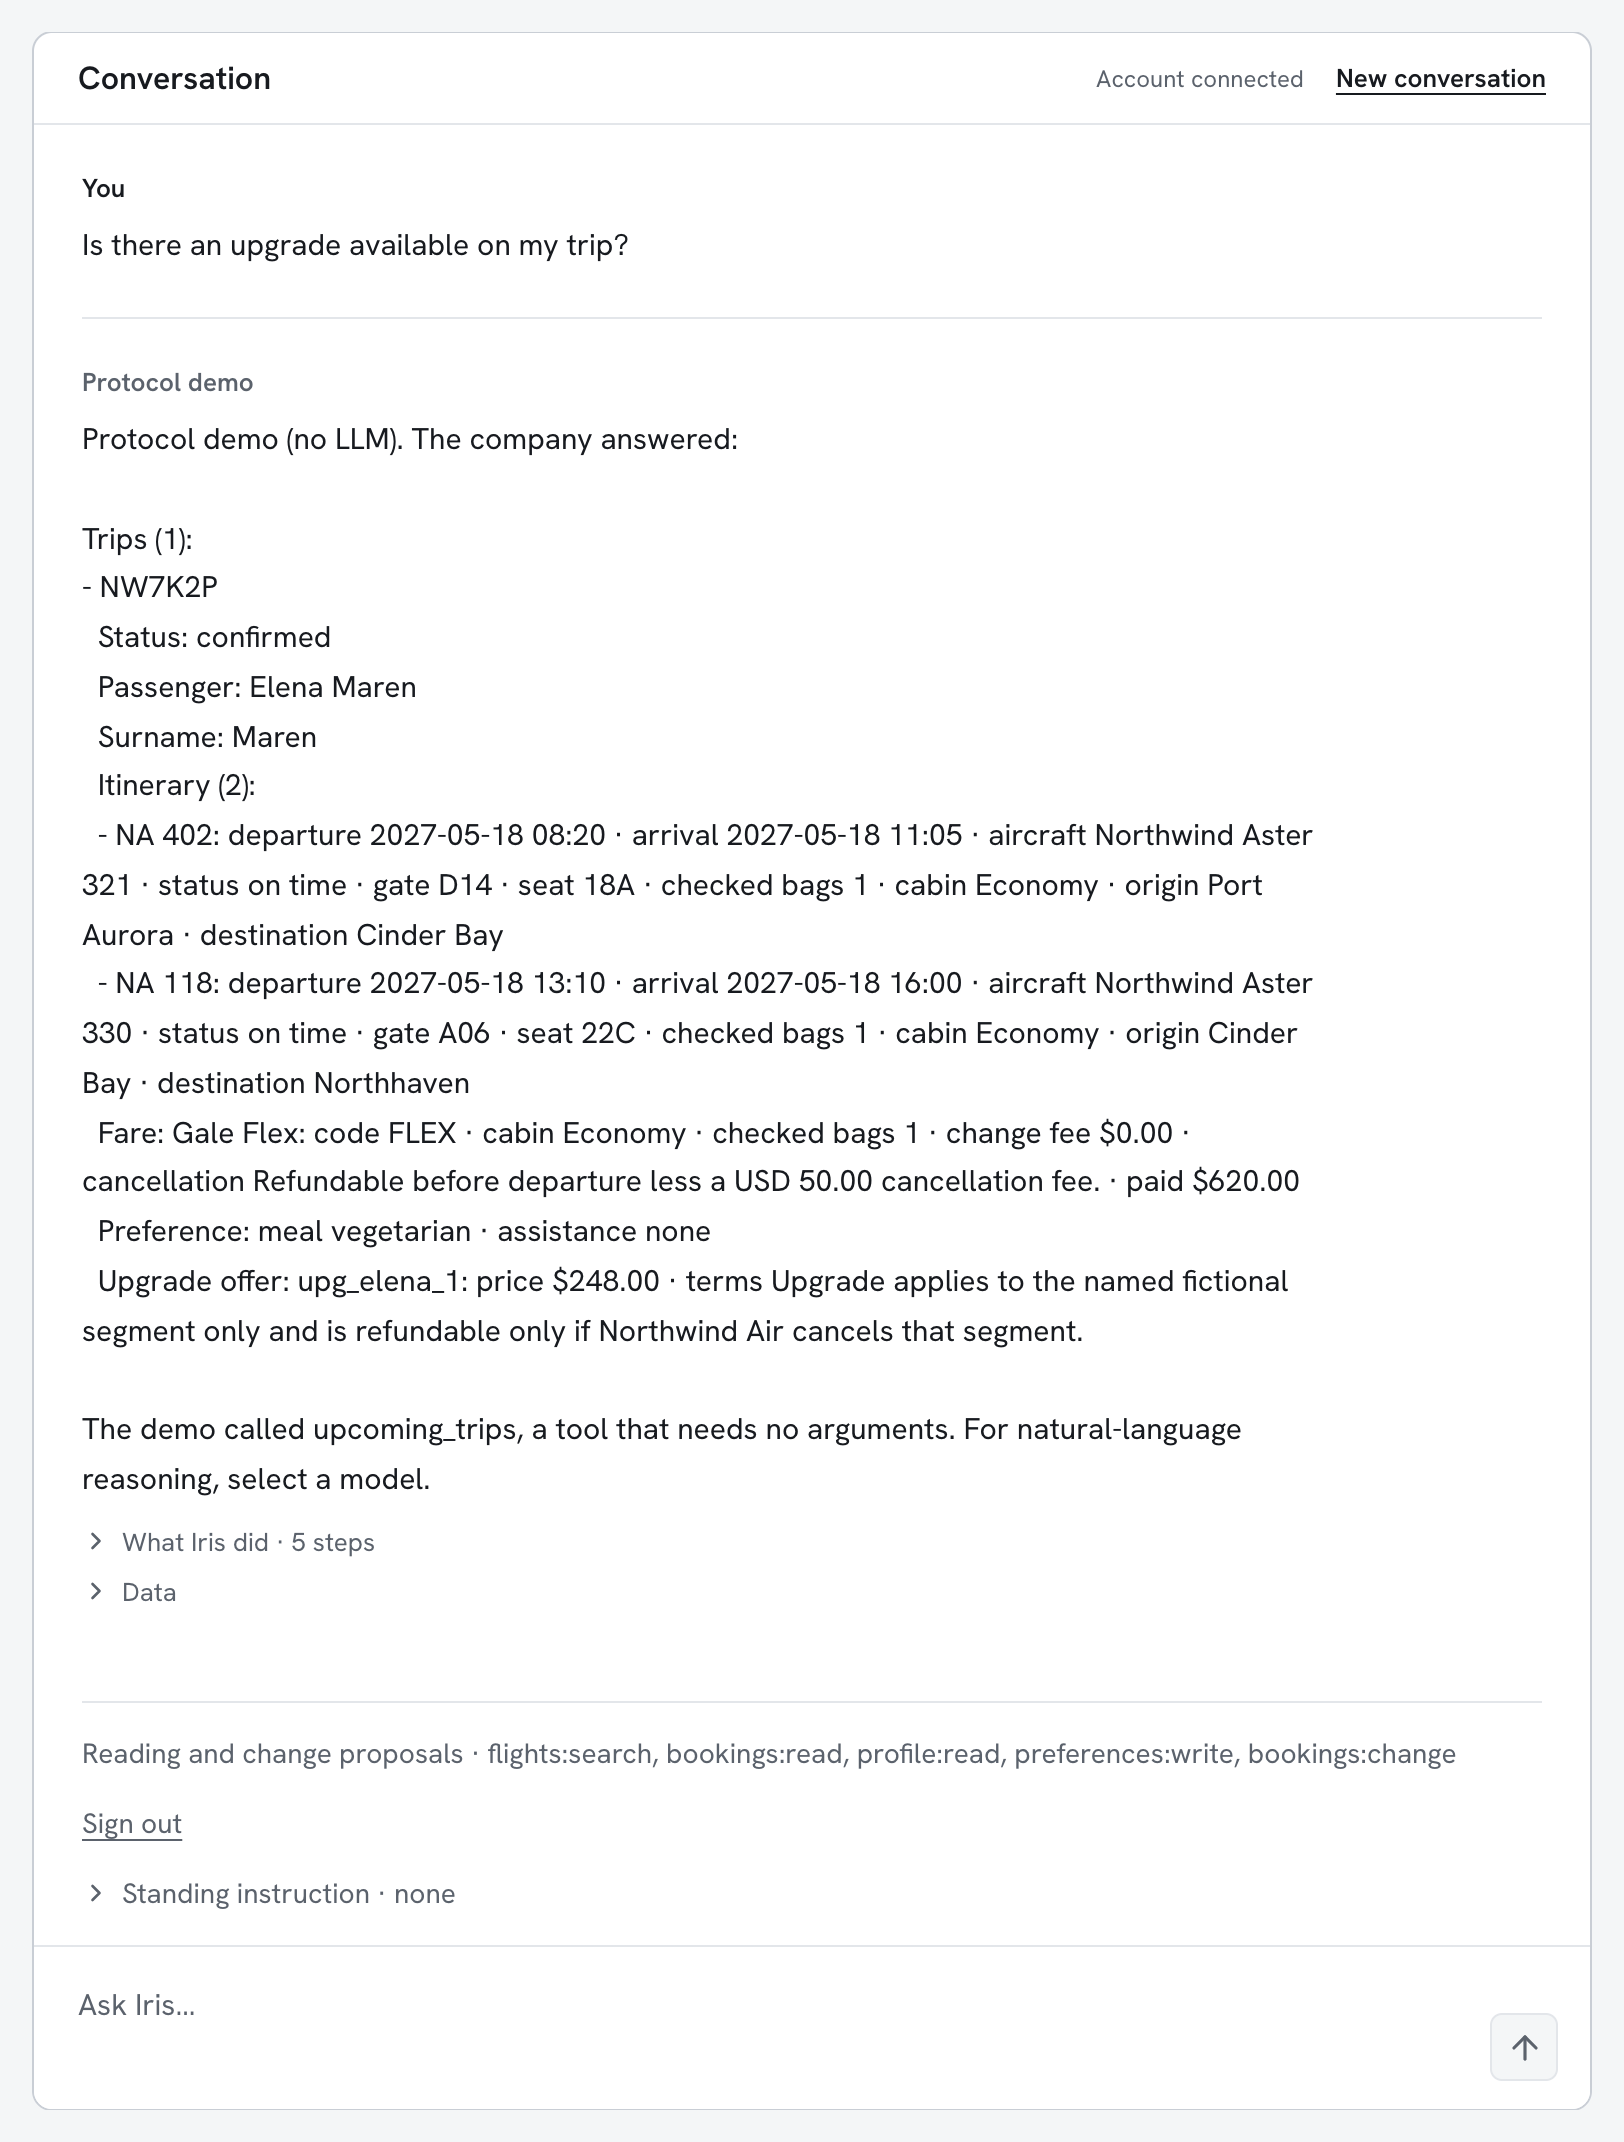 Conversation
Account connected
New conversation
You
Is there an upgrade available on my trip?
Protocol demo
Protocol demo (no LLM). The company answered:
Trips (1):
- NW7K2P
Status: confirmed
Passenger: Elena Maren
Surname: Maren
Itinerary (2):
- NA 402: departure 2027-05-18 08:20 · arrival 2027-05-18 11:05 · aircraft Northwind Aster
321 · status on time · gate D14 · seat 18A · checked bags 1 · cabin Economy · origin Port
Aurora · destination Cinder Bay
- NA 118: departure 2027-05-18 13:10 · arrival 2027-05-18 16:00 · aircraft Northwind Aster
330 · status on time · gate A06 · seat 22C · checked bags 1 · cabin Economy · origin Cinder
Bay · destination Northhaven
Fare: Gale Flex: code FLEX · cabin Economy · checked bags 1 · change fee $0.00 ·
cancellation Refundable before departure less a USD 50.00 cancellation fee. · paid $620.00
Preference: meal vegetarian · assistance none
Upgrade offer: upg_elena_1: price $248.00 · terms Upgrade applies to the named fictional
segment only and is refundable only if Northwind Air cancels that segment.
The demo called upcoming_trips, a tool that needs no arguments. For natural-language
reasoning, select a model.
What Iris did · 5 steps
Data
Reading and change proposals · flights:search, bookings:read, profile:read, preferences:write, bookings:change
Sign out
Standing instruction · none
Ask Iris...